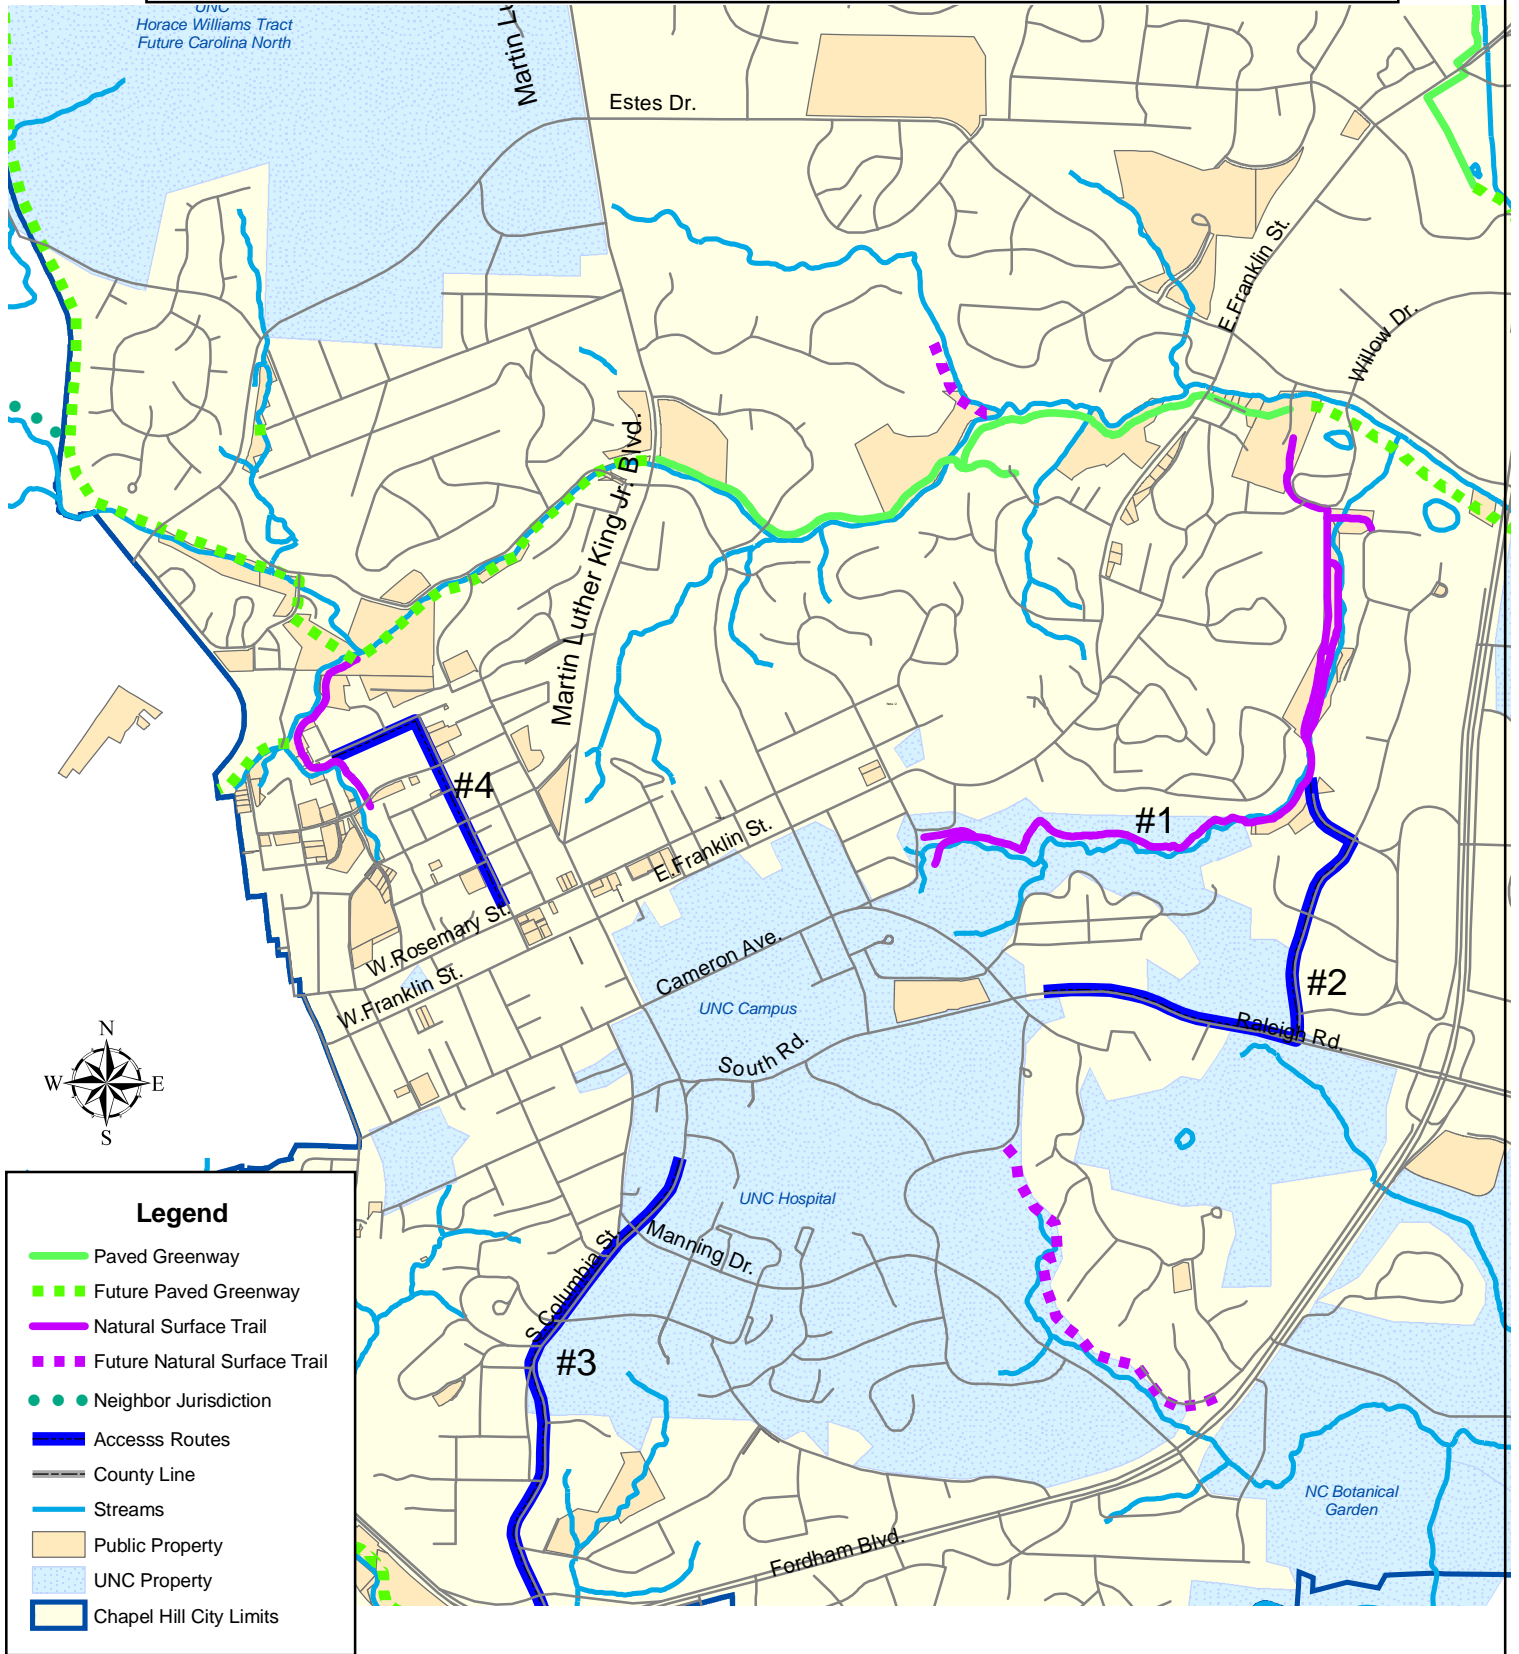 UNC
Horace Williams Tract
Future Carolina North
Estes Dr.
E.Franklin St.
Willow Dr.
Martin Luther King Jr. Blvd.
#4
#1
E.Franklin St.
W.Rosemary St.
W.Franklin St.
Cameron Ave.
UNC Campus
#2
Raleigh Rd.
South Rd.
N
W
E
S
UNC Hospital
Manning Dr.
S.Columbia St.
#3
NC Botanical
Garden
Fordham Blvd.
Legend
Paved Greenway
Future Paved Greenway
Natural Surface Trail
Future Natural Surface Trail
Neighbor Jurisdiction
Accesss Routes
County Line
Streams
Public Property
UNC Property
Chapel Hill City Limits